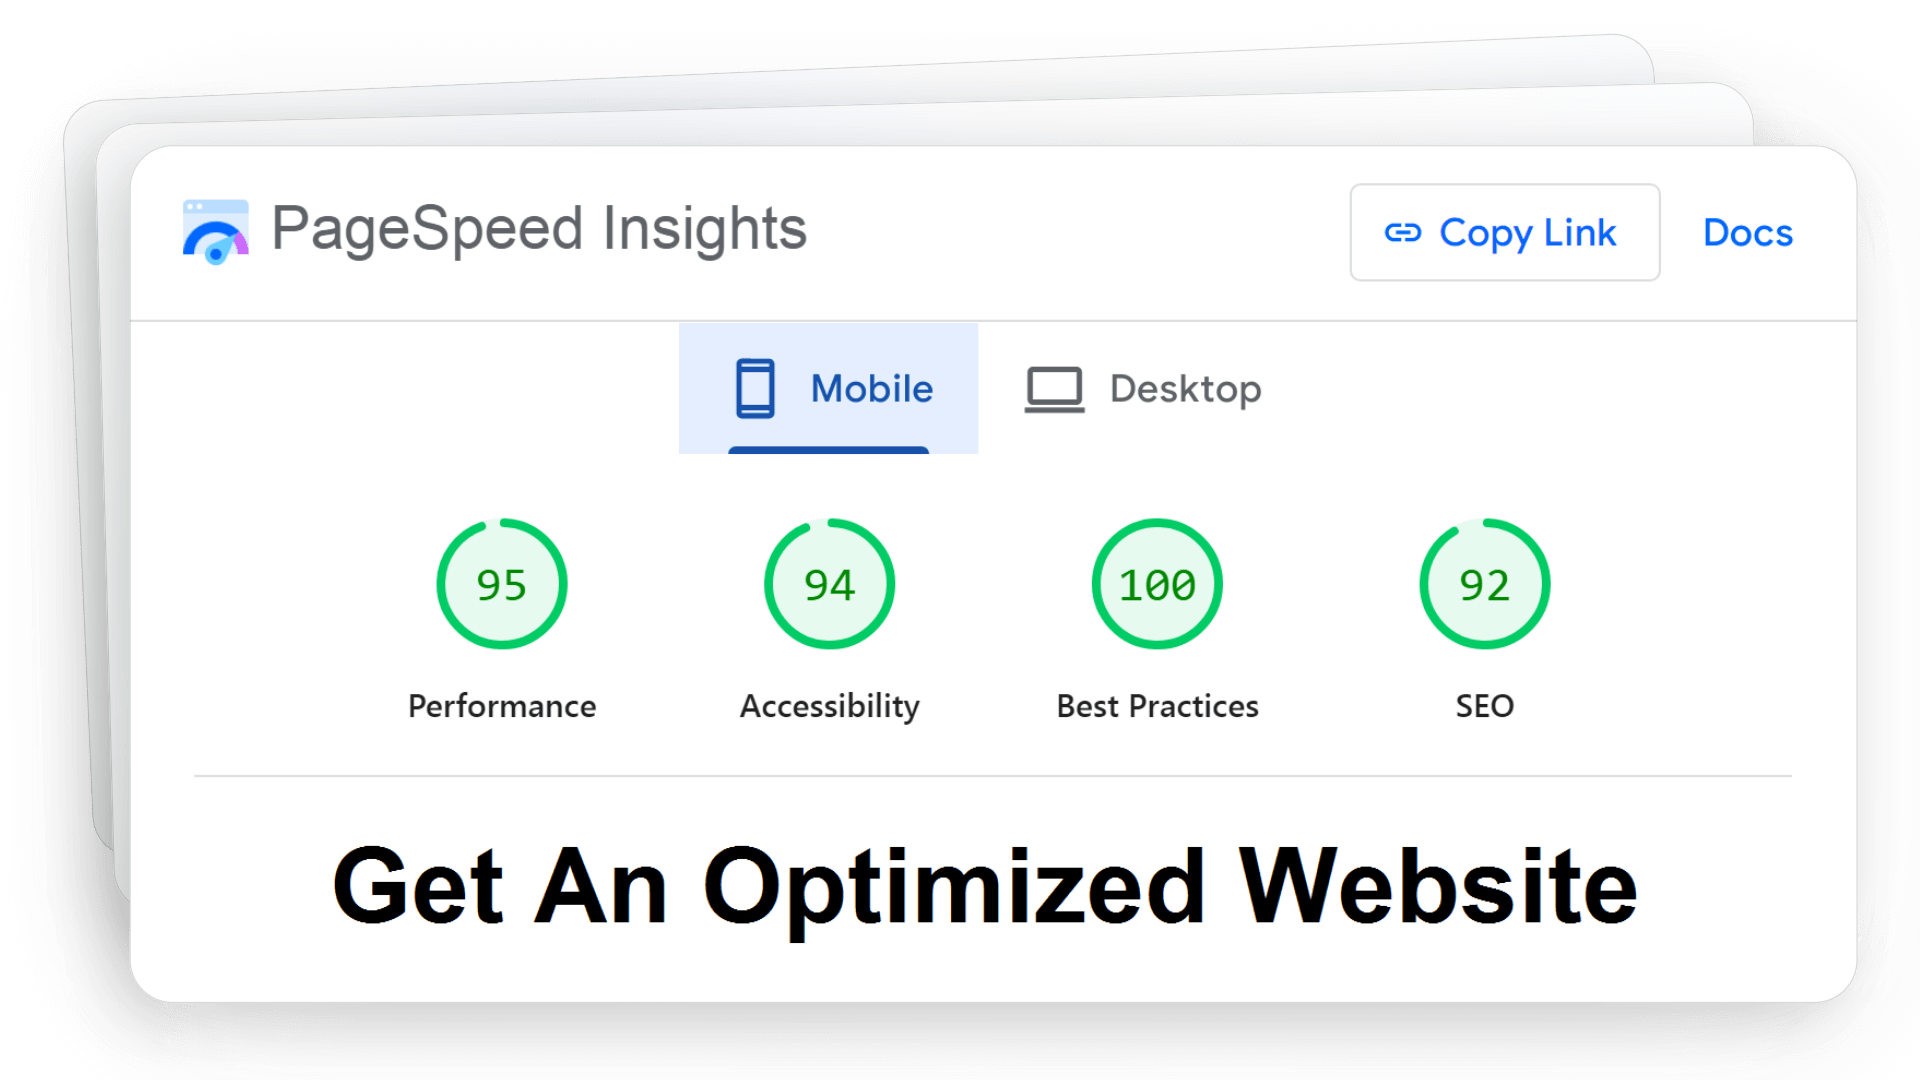 PageSpeed Insights
Copy Link
Docs
Mobile
Desktop
95
94
100
92
Performance
Accessibility
Best Practices
SEO
Get An Optimized Website